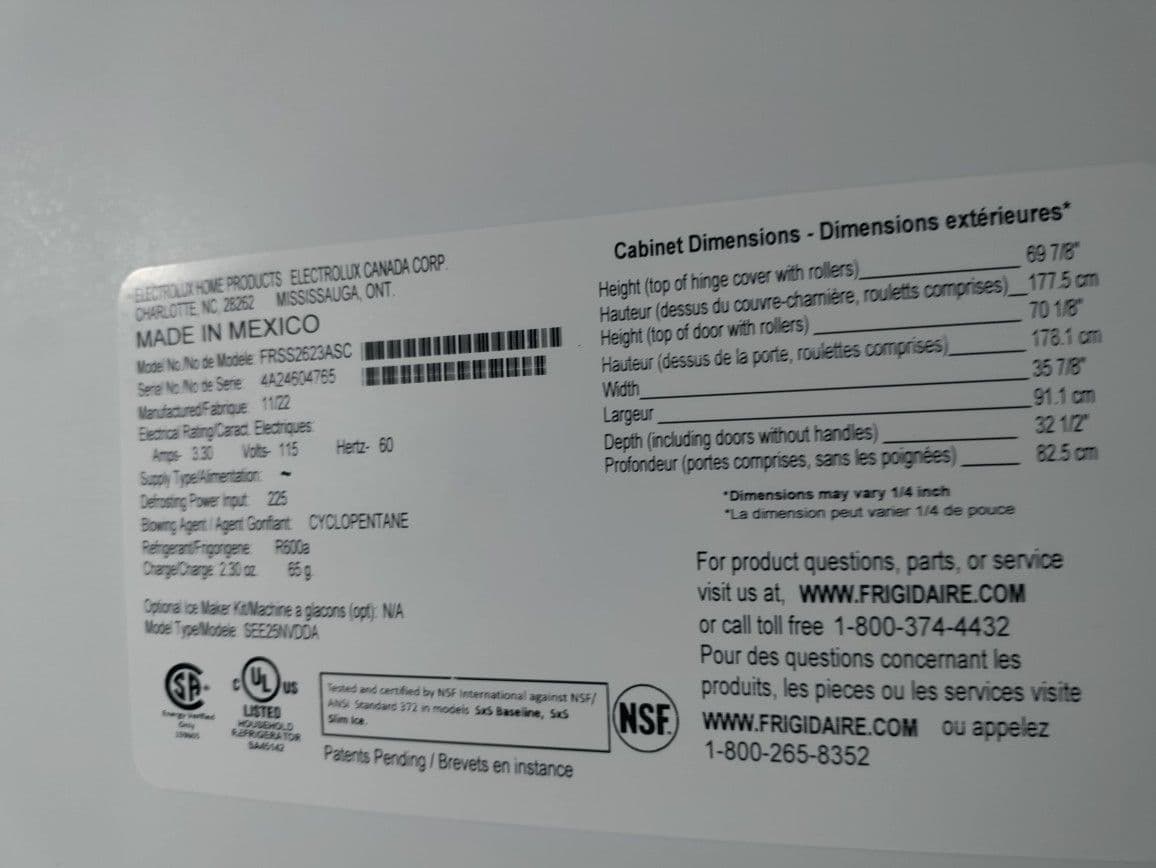 ELECTROLUX HOME PRODUCTS ELECTROLUX CANADA CORP.
CHARLOTTE, NC, 28262 MISSISSAUGA, ONT.
MADE IN MEXICO
Model No./No de Modele: FRSS2623ASC
Serial No./No de Serie: 4A24604765
Manufactured/Fabrique: 11/22
Electrical Rating/Caract. Electriques:
Amps- 3.30 Volts- 115 Hertz- 60
Supply Type/Alimentation: ~
Defrosting Power Input: 225
Blowing Agent / Agent Gonflant: CYCLOPENTANE
Refrigerant/Frigorigene: R600a
Charge/Charge: 2.30 oz. 65 g.
Optional Ice Maker Kit/Machine a glacons (opt): N/A
Model Type/Modele: SEE25NVDDA
SA
Energy Verified
Only
c UL us
LISTED
HOUSEHOLD
REFRIGERATOR
SA45142
Tested and certified by NSF International against NSF/
ANSI Standard 372 in models SxS Baseline, SxS
Slim Ice.
NSF.
Patents Pending / Brevets en instance
Cabinet Dimensions - Dimensions extérieures*
Height (top of hinge cover with rollers) 69 7/8"
Hauteur (dessus du couvre-charnière, rouletts comprises) 177.5 cm
Height (top of door with rollers) 70 1/8"
Hauteur (dessus de la porte, roulettes comprises) 178.1 cm
Width 35 7/8"
Largeur 91.1 cm
Depth (including doors without handles) 32 1/2"
Profondeur (portes comprises, sans les poignées) 82.5 cm
*Dimensions may vary 1/4 inch
*La dimension peut varier 1/4 de pouce
For product questions, parts, or service
visit us at, WWW.FRIGIDAIRE.COM
or call toll free 1-800-374-4432
Pour des questions concernant les
produits, les pieces ou les services visite
WWW.FRIGIDAIRE.COM ou appelez
1-800-265-8352